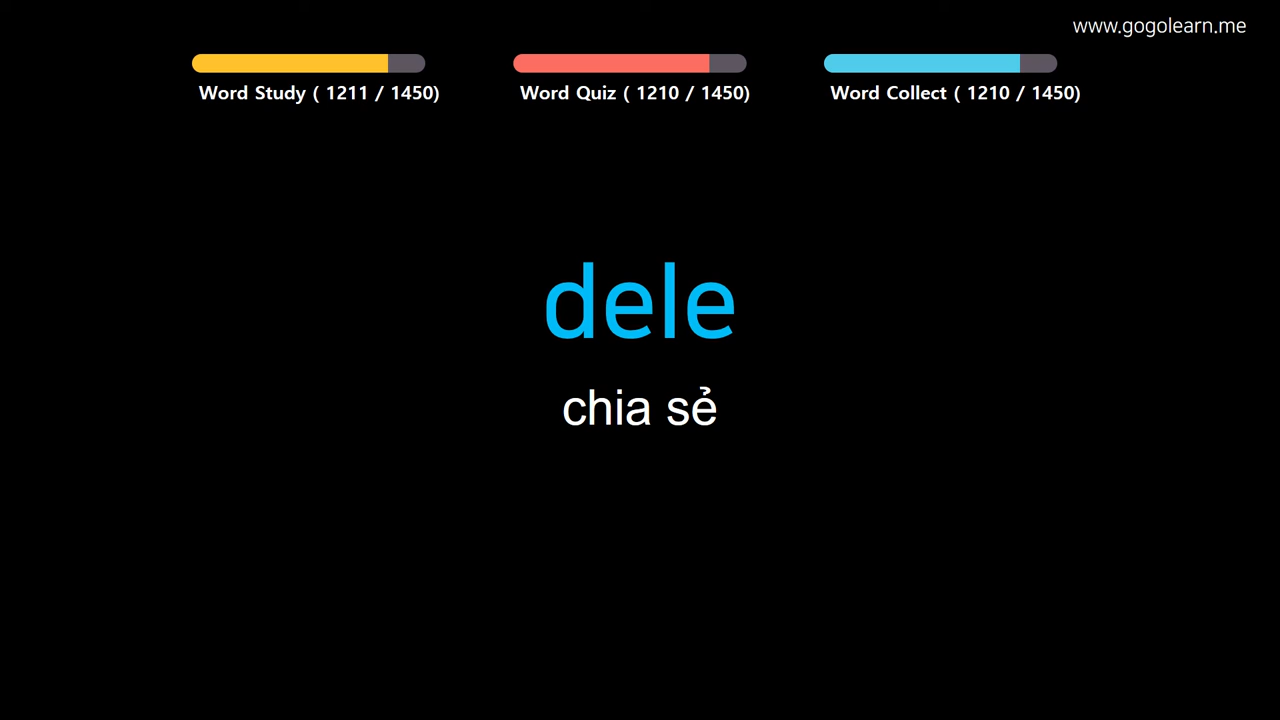 www.gogolearn.me
Word Study ( 1211 / 1450)
Word Quiz ( 1210 / 1450)
Word Collect ( 1210 / 1450)
dele
chia sẻ